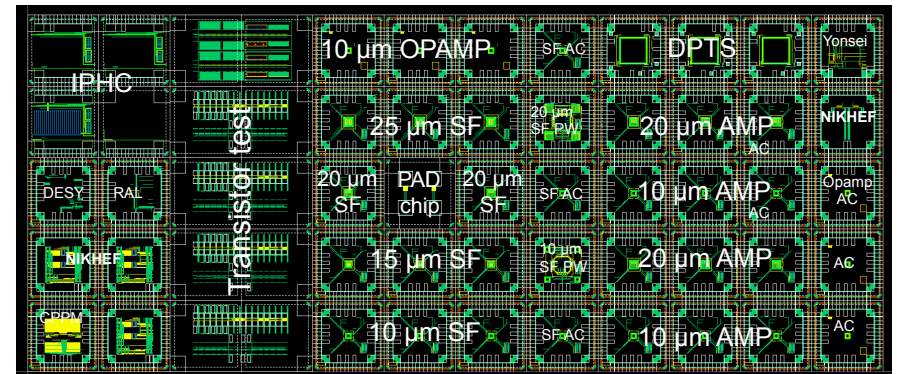 10 µm OPAMP
SF AC
DPTS
Yonsei
IPHC
Transistor test
25 µm SF
20 µm
SF PW
20 µm AMP
AC
NIKHEF
DESY
RAL
20 µm
SF
PAD
chip
20 µm
SF
SF AC
10 µm AMP
AC
Opamp
AC
NIKHEF
15 µm SF
10 µm
SF PW
20 µm AMP
AC
CPPM
10 µm SF
SF AC
10 µm AMP
AC